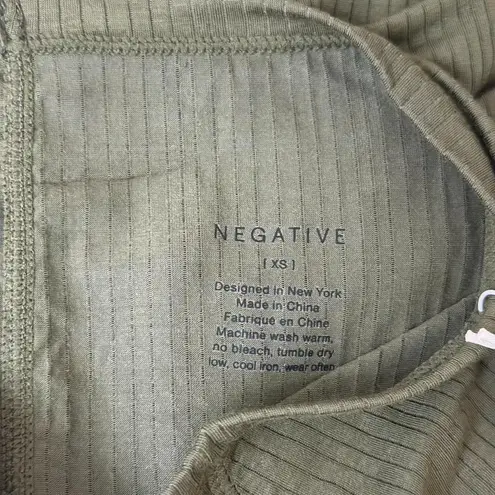 NEGATIVE
[ XS ]
Designed in New York
Made in China
Fabriqué en Chine
Machine wash warm,
no bleach, tumble dry
low, cool iron, wear often